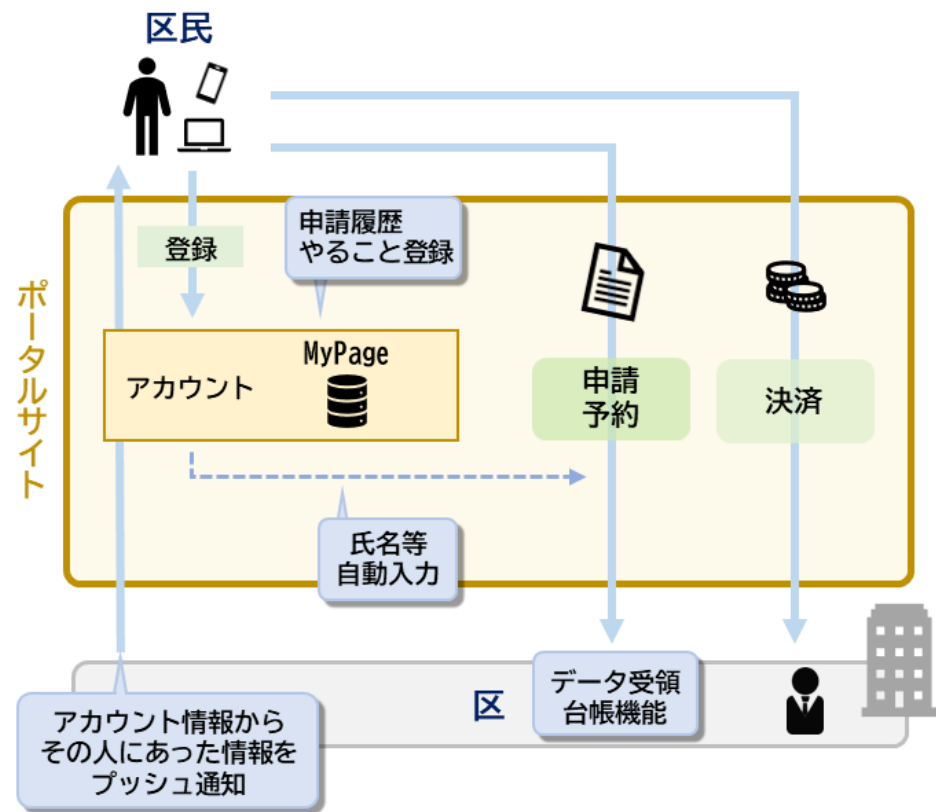 区民
登録
申請履歴
やること登録
ポータルサイト
アカウント
MyPage
申請
予約
決済
氏名等
自動入力
区
データ受領
台帳機能
アカウント情報から
その人にあった情報を
プッシュ通知